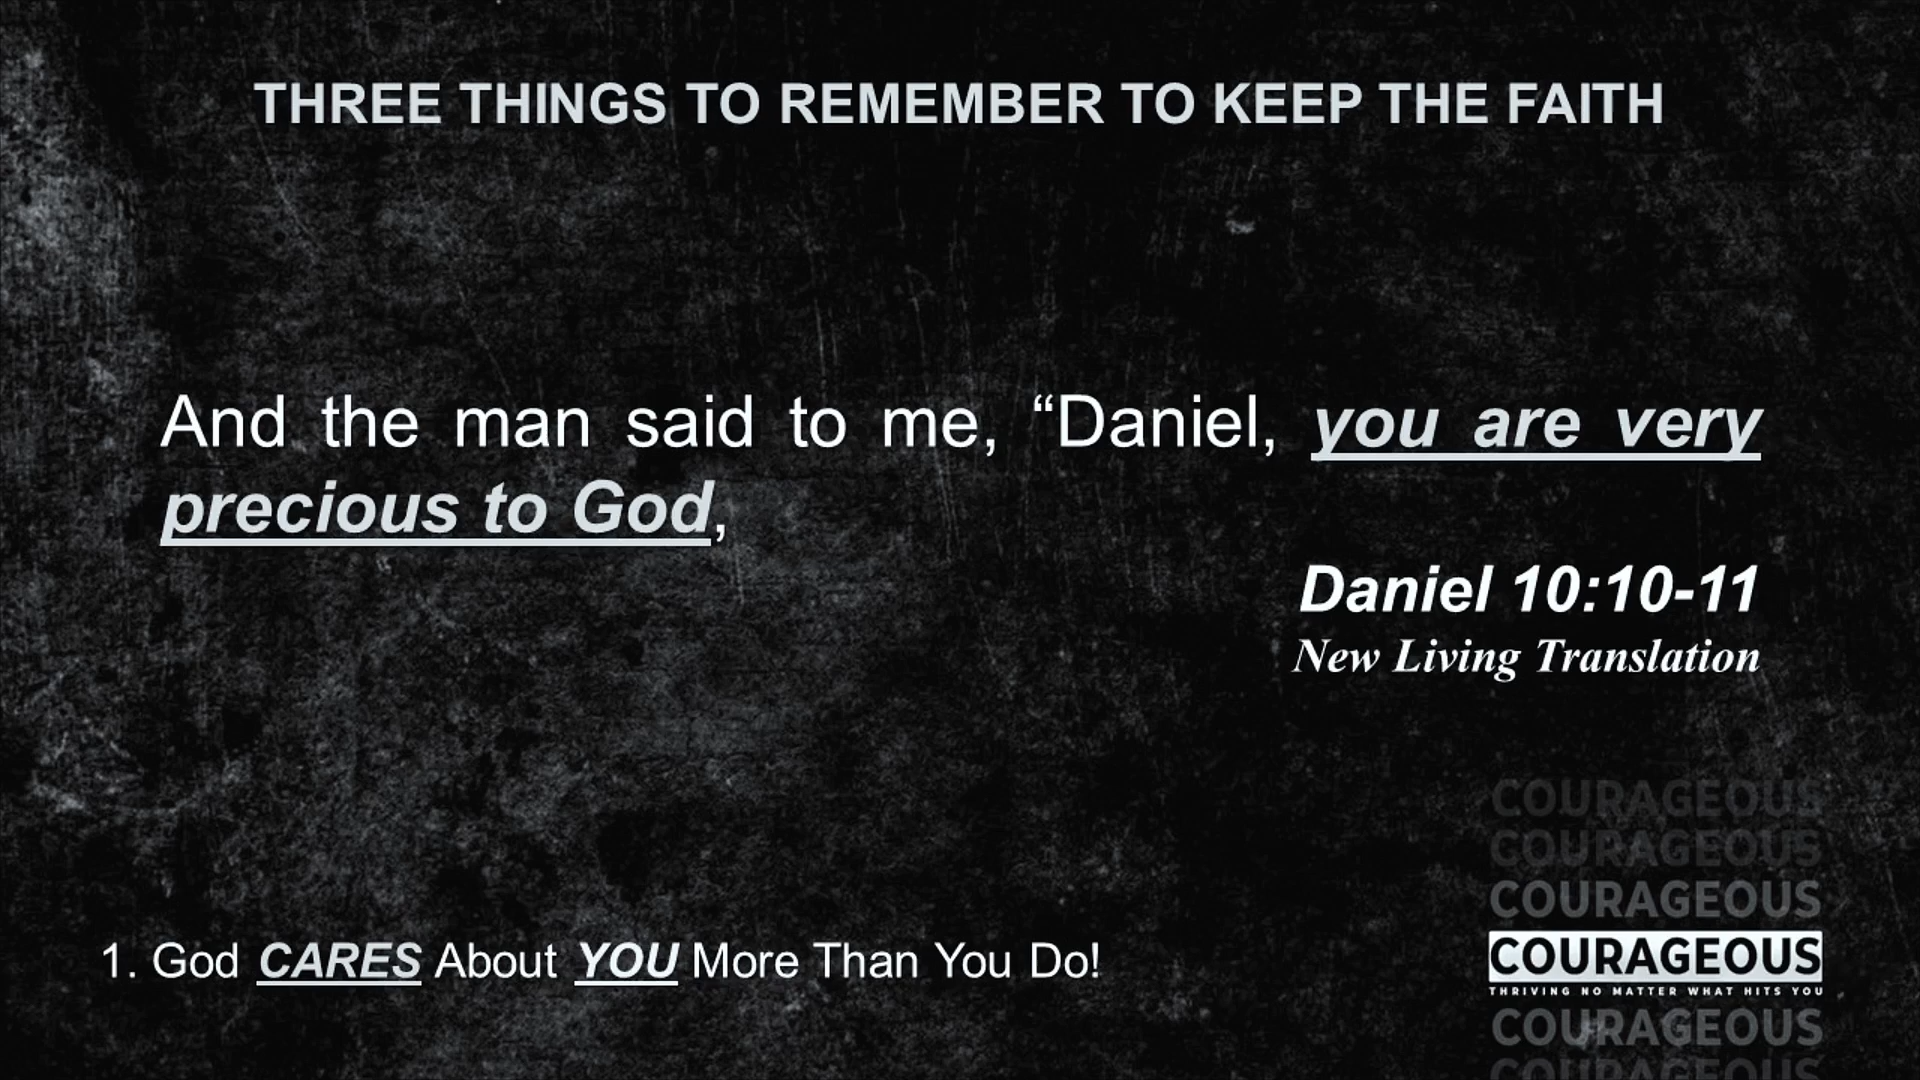 THREE THINGS TO REMEMBER TO KEEP THE FAITH
And the man said to me, “Daniel, you are very
precious to God,
Daniel 10:10-11
New Living Translation
COURAGEOUS
COURAGEOUS
COURAGEOUS
1. God CARES About YOU More Than You Do!
COURAGEOUS
THRIVING NO MATTER WHAT HITS YOU
COURAGEOUS
COURAGEOUS